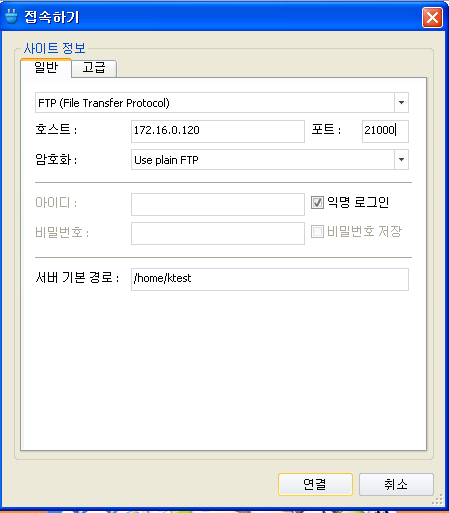 접속하기
사이트 정보
일반 고급
FTP (File Transfer Protocol)
호스트 : 172.16.0.120 포트 : 21000
암호화 : Use plain FTP
아이디 : 익명 로그인
비밀번호 : 비밀번호 저장
서버 기본 경로 : /home/ktest
연결 취소